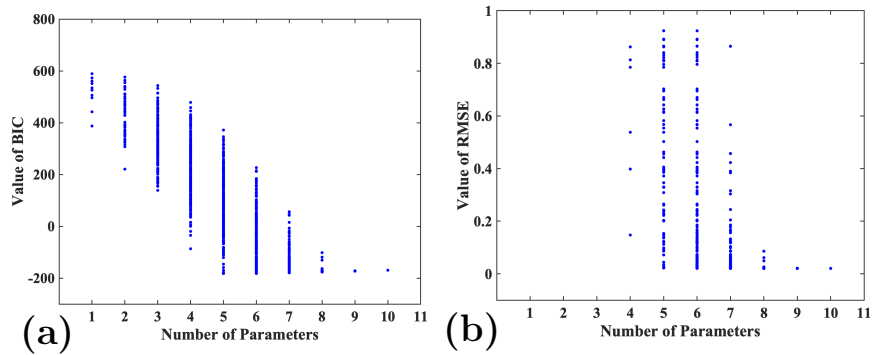 800
600
400
200
0
-200
Value of BIC
1 2 3 4 5 6 7 8 9 10 11
Number of Parameters
(a)
1
0.8
0.6
0.4
0.2
0
Value of RMSE
1 2 3 4 5 6 7 8 9 10 11
Number of Parameters
(b)